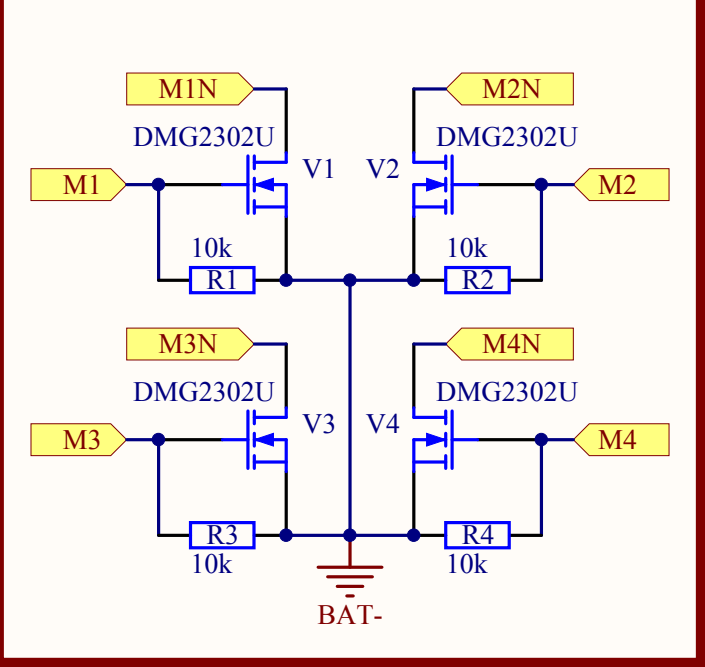 M1N M2N
DMG2302U DMG2302U
M1 V1 V2 M2
10k 10k
R1 R2
M3N M4N
DMG2302U DMG2302U
M3 V3 V4 M4
R3 R4
10k 10k
BAT-